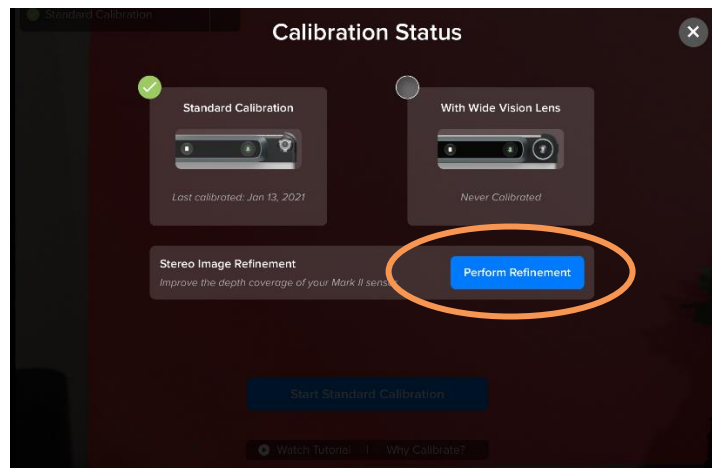 Standard Calibration
Calibration Status
Standard Calibration
Last calibrated: Jan 13, 2021
With Wide Vision Lens
Never Calibrated
Stereo Image Refinement
Improve the depth coverage of your Mark II sensor
Perform Refinement
Start Standard Calibration
Watch Tutorial | Why Calibrate?